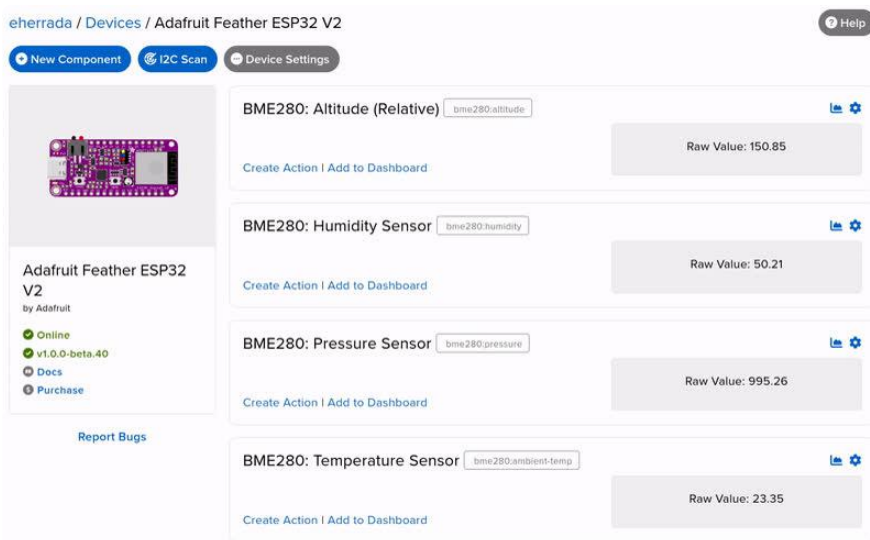 eherrada / Devices / Adafruit Feather ESP32 V2
Help
New Component
I2C Scan
Device Settings
Adafruit Feather ESP32
V2
by Adafruit
Online
v1.0.0-beta.40
Docs
Purchase
Report Bugs
BME280: Altitude (Relative) bme280:altitude
Raw Value: 150.85
Create Action | Add to Dashboard
BME280: Humidity Sensor bme280:humidity
Raw Value: 50.21
Create Action | Add to Dashboard
BME280: Pressure Sensor bme280:pressure
Raw Value: 995.26
Create Action | Add to Dashboard
BME280: Temperature Sensor bme280:ambient-temp
Raw Value: 23.35
Create Action | Add to Dashboard